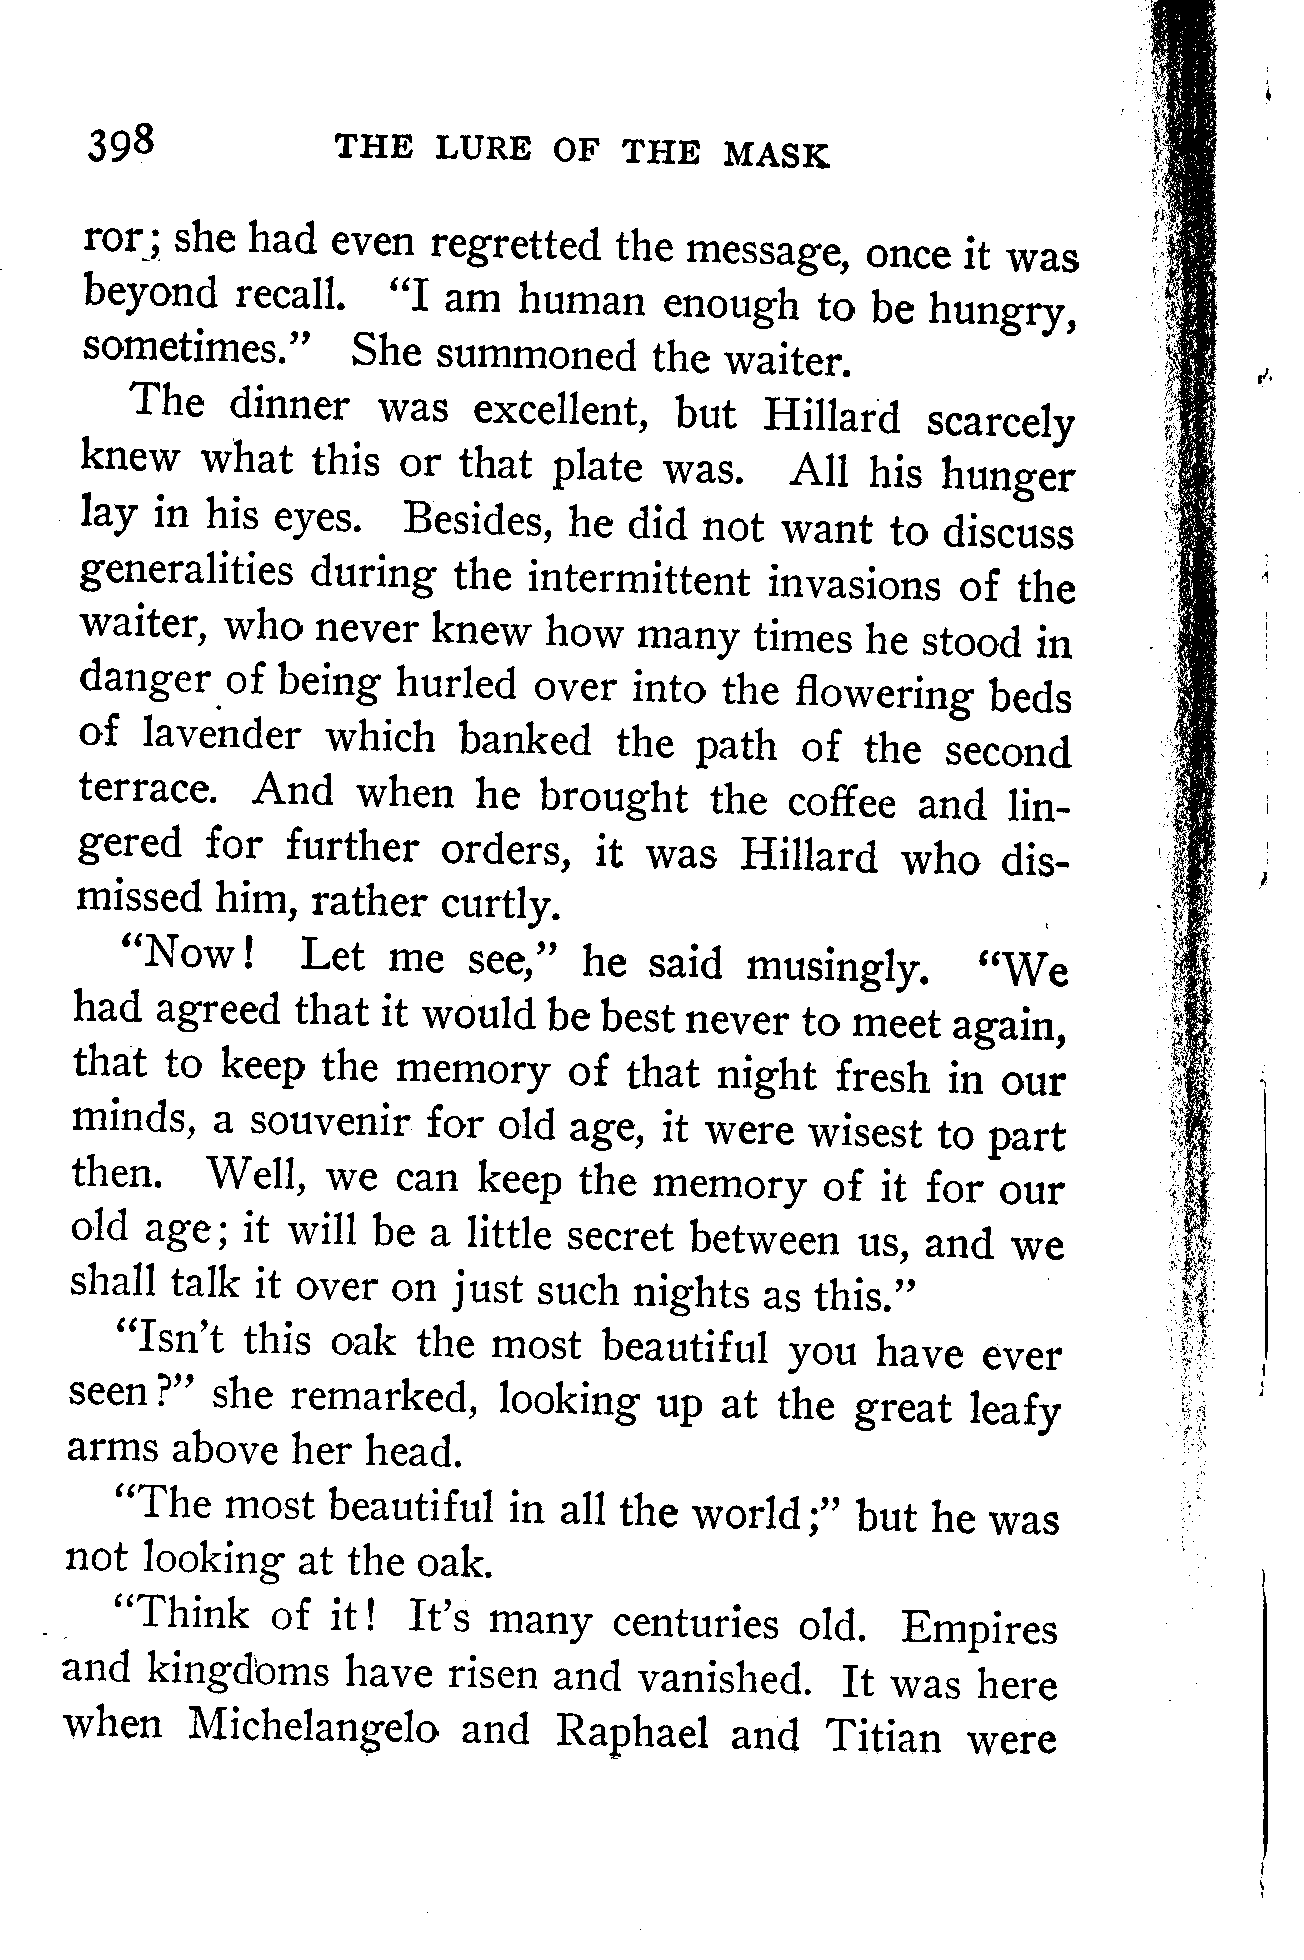 398 THE LURE OF THE MASK
ror; she had even regretted the message, once it was
beyond recall. “I am human enough to be hungry,
sometimes.” She summoned the waiter.
The dinner was excellent, but Hillard scarcely
knew what this or that plate was. All his hunger
lay in his eyes. Besides, he did not want to discuss
generalities during the intermittent invasions of the
waiter, who never knew how many times he stood in
danger of being hurled over into the flowering beds
of lavender which banked the path of the second
terrace. And when he brought the coffee and lin-
gered for further orders, it was Hillard who dis-
missed him, rather curtly.
“Now! Let me see,” he said musingly. “We
had agreed that it would be best never to meet again,
that to keep the memory of that night fresh in our
minds, a souvenir for old age, it were wisest to part
then. Well, we can keep the memory of it for our
old age; it will be a little secret between us, and we
shall talk it over on just such nights as this.”
“Isn’t this oak the most beautiful you have ever
seen?” she remarked, looking up at the great leafy
arms above her head.
“The most beautiful in all the world;” but he was
not looking at the oak.
“Think of it! It’s many centuries old. Empires
and kingdoms have risen and vanished. It was here
when Michelangelo and Raphael and Titian were